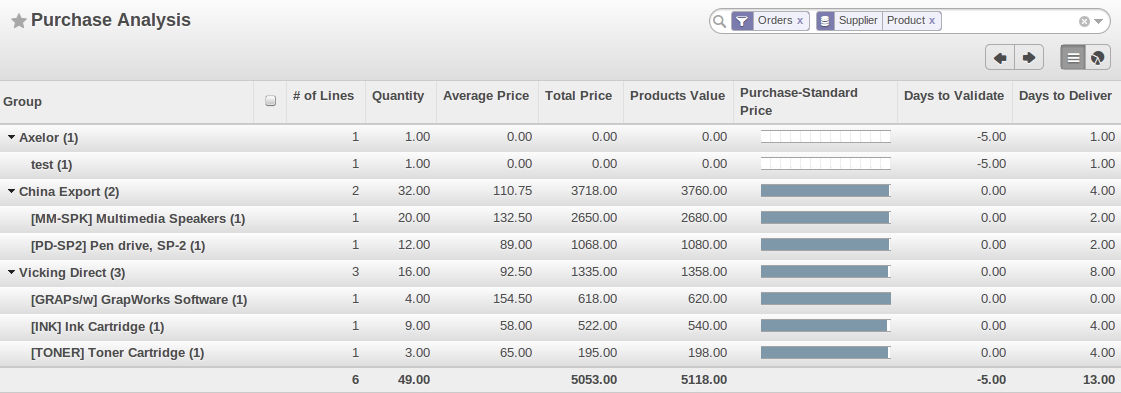 Purchase Analysis
Orders x Supplier Product x
Group # of Lines Quantity Average Price Total Price Products Value Purchase-Standard Price Days to Validate Days to Deliver
Axelor (1) 1 1.00 0.00 0.00 0.00 -5.00 1.00
test (1) 1 1.00 0.00 0.00 0.00 -5.00 1.00
China Export (2) 2 32.00 110.75 3718.00 3760.00 0.00 4.00
[MM-SPK] Multimedia Speakers (1) 1 20.00 132.50 2650.00 2680.00 0.00 2.00
[PD-SP2] Pen drive, SP-2 (1) 1 12.00 89.00 1068.00 1080.00 0.00 2.00
Vicking Direct (3) 3 16.00 92.50 1335.00 1358.00 0.00 8.00
[GRAPs/w] GrapWorks Software (1) 1 4.00 154.50 618.00 620.00 0.00 0.00
[INK] Ink Cartridge (1) 1 9.00 58.00 522.00 540.00 0.00 4.00
[TONER] Toner Cartridge (1) 1 3.00 65.00 195.00 198.00 0.00 4.00
6 49.00 5053.00 5118.00 -5.00 13.00